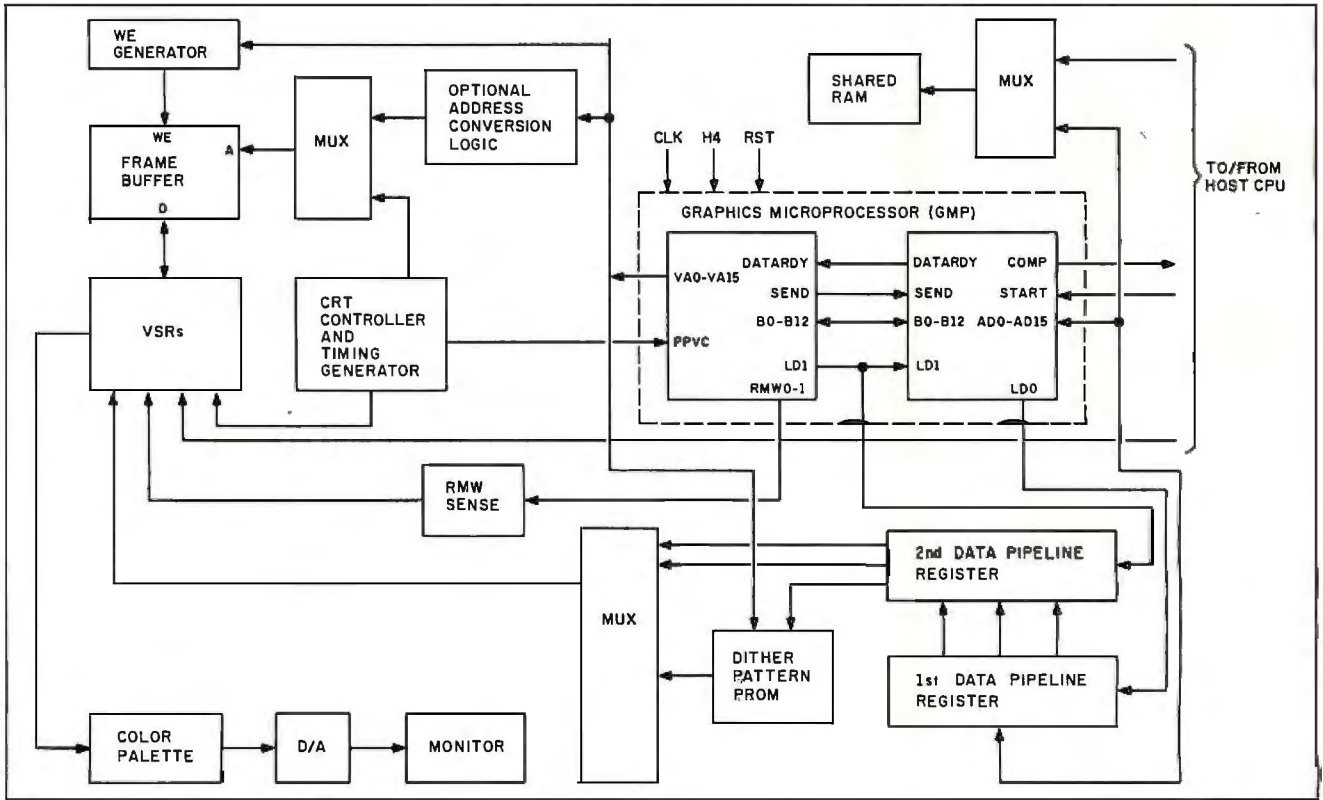 WE
GENERATOR
WE
A
FRAME
BUFFER
D
MUX
OPTIONAL
ADDRESS
CONVERSION
LOGIC
SHARED
RAM
MUX
TO/FROM
HOST CPU
CLK H4 RST
GRAPHICS MICROPROCESSOR (GMP)
VA0-VA15
DATARDY
SEND
B0-B12
PPVC
LD1
RMW0-1
DATARDY COMP
SEND START
B0-B12 AD0-AD15
LD1
LD0
VSRs
CRT
CONTROLLER
AND
TIMING
GENERATOR
RMW
SENSE
MUX
2nd DATA PIPELINE
REGISTER
DITHER
PATTERN
PROM
1st DATA PIPELINE
REGISTER
COLOR
PALETTE
D/A
MONITOR